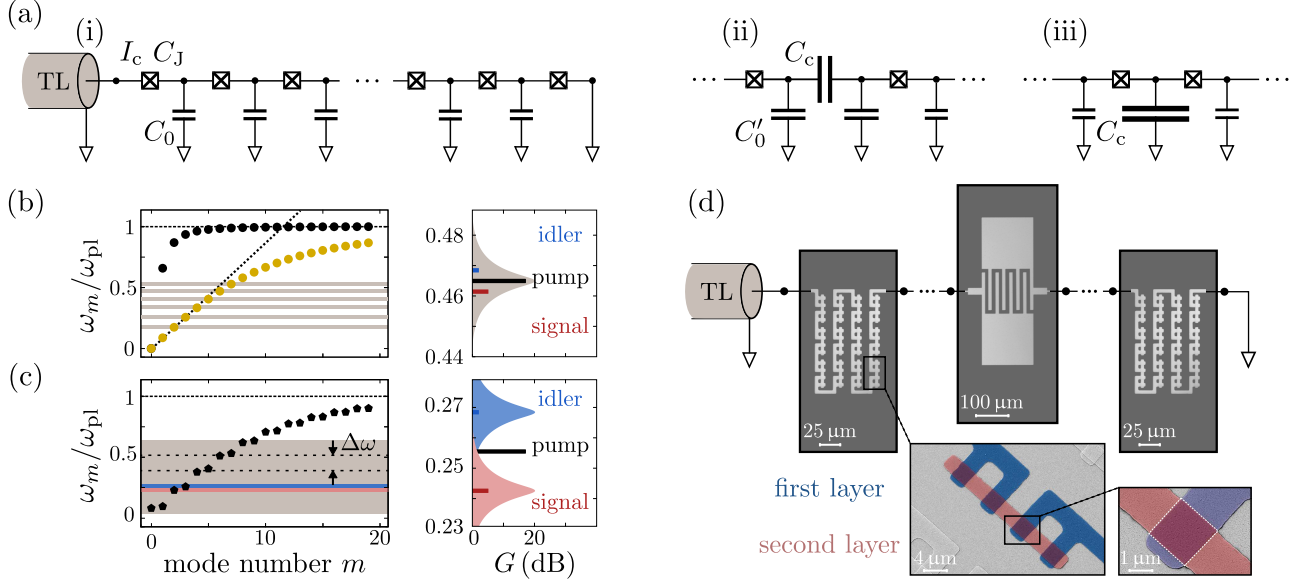 (a)
(i)
(ii)
(iii)
TL
I_c C_J
C_0
C_c
C_0′
C_c
(b)
ω_m/ω_pl
1
0.5
0
0.48
0.46
0.44
idler
pump
signal
(c)
ω_m/ω_pl
1
0.5
0
Δω
0 10 20
mode number m
0.27
0.25
0.23
idler
pump
signal
0 20
G (dB)
(d)
TL
25 μm
100 μm
25 μm
first layer
second layer
4 μm
1 μm